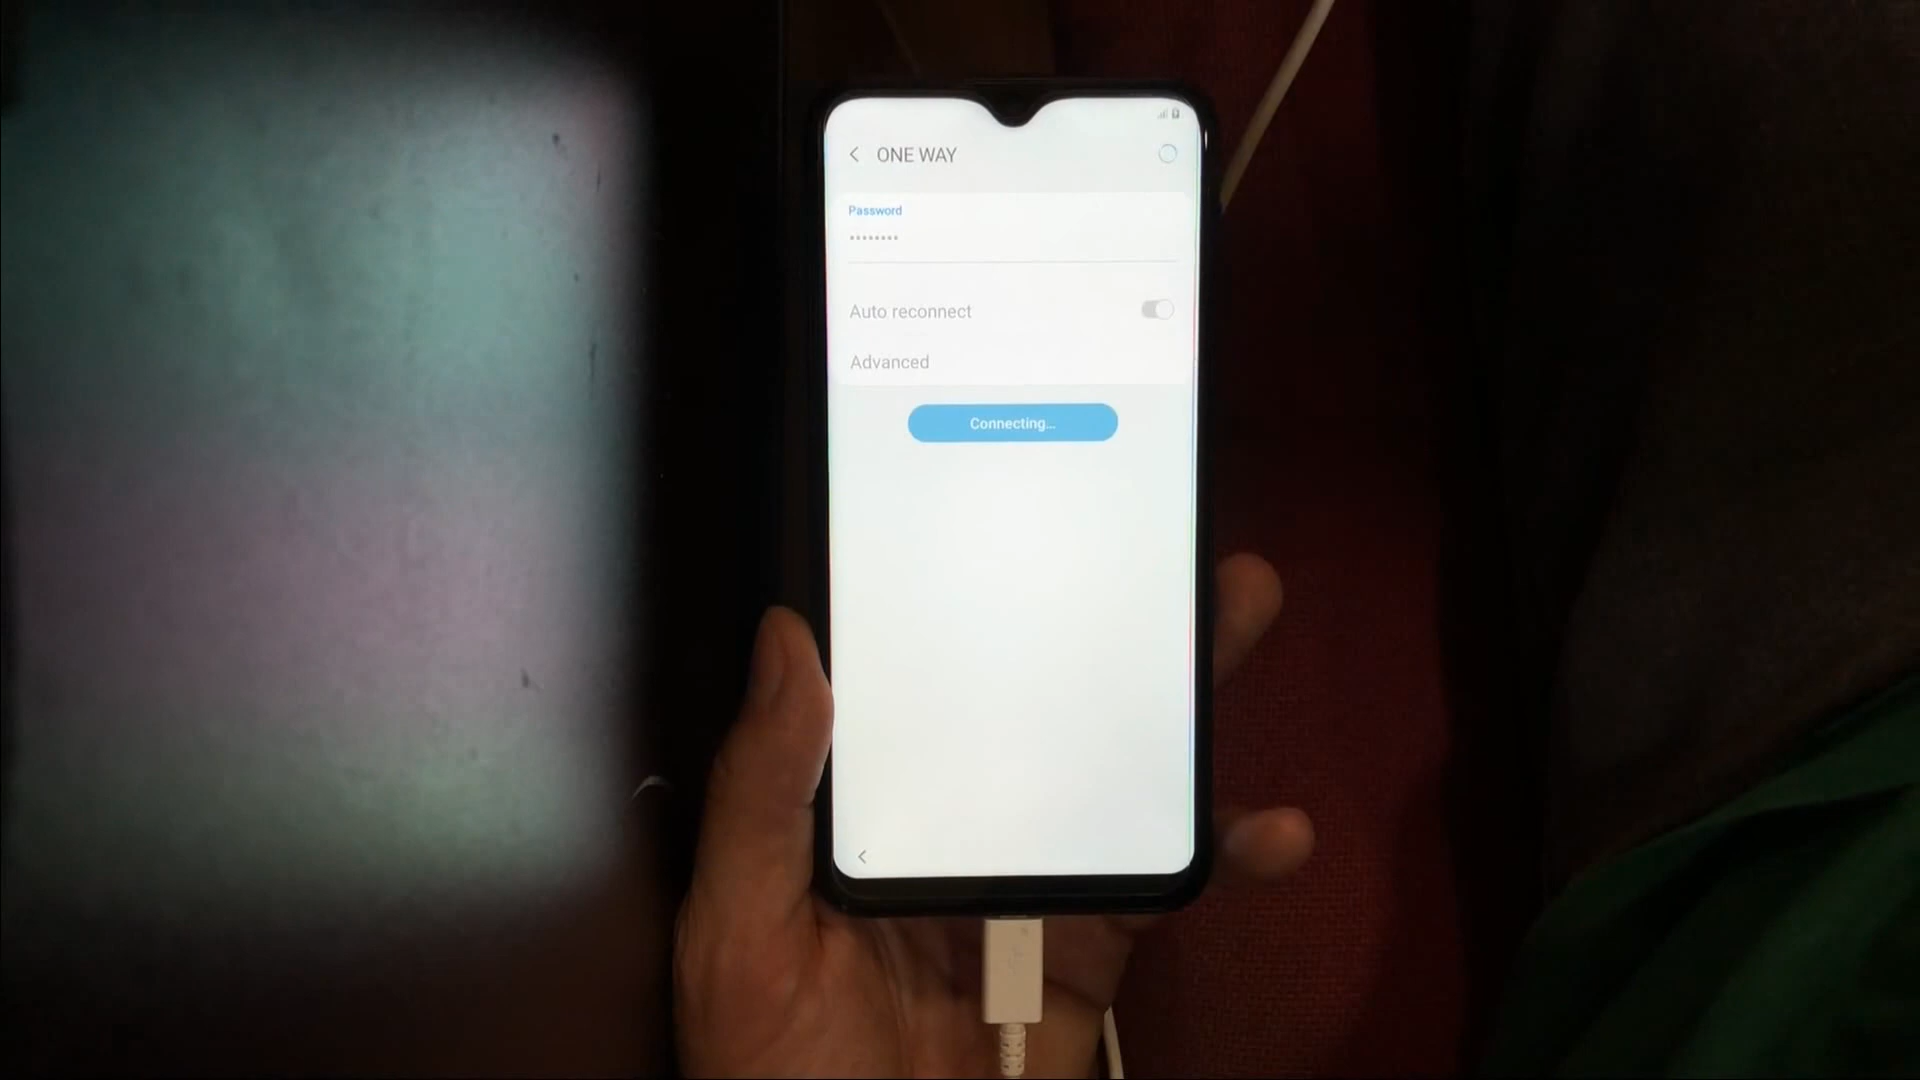 ONE WAY
Password
••••••••
Auto reconnect
Advanced
Connecting...